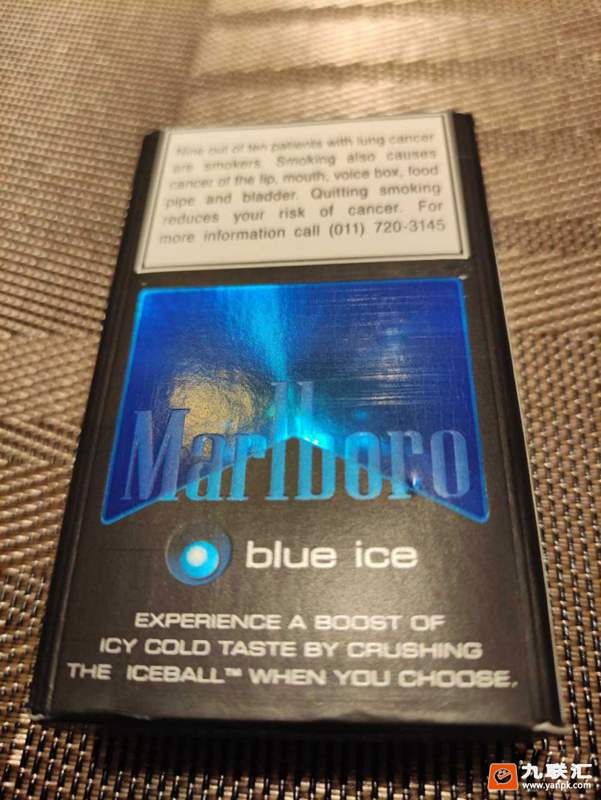 Nine out of ten patients with lung cancer
are smokers. Smoking also causes
cancer of the lip, mouth, voice box, food
pipe and bladder. Quitting smoking
reduces your risk of cancer. For
more information call (011) 720-3145
Marlboro
blue ice
EXPERIENCE A BOOST OF
ICY COLD TASTE BY CRUSHING
THE ICEBALL™ WHEN YOU CHOOSE.
九联汇
www.yanpk.com